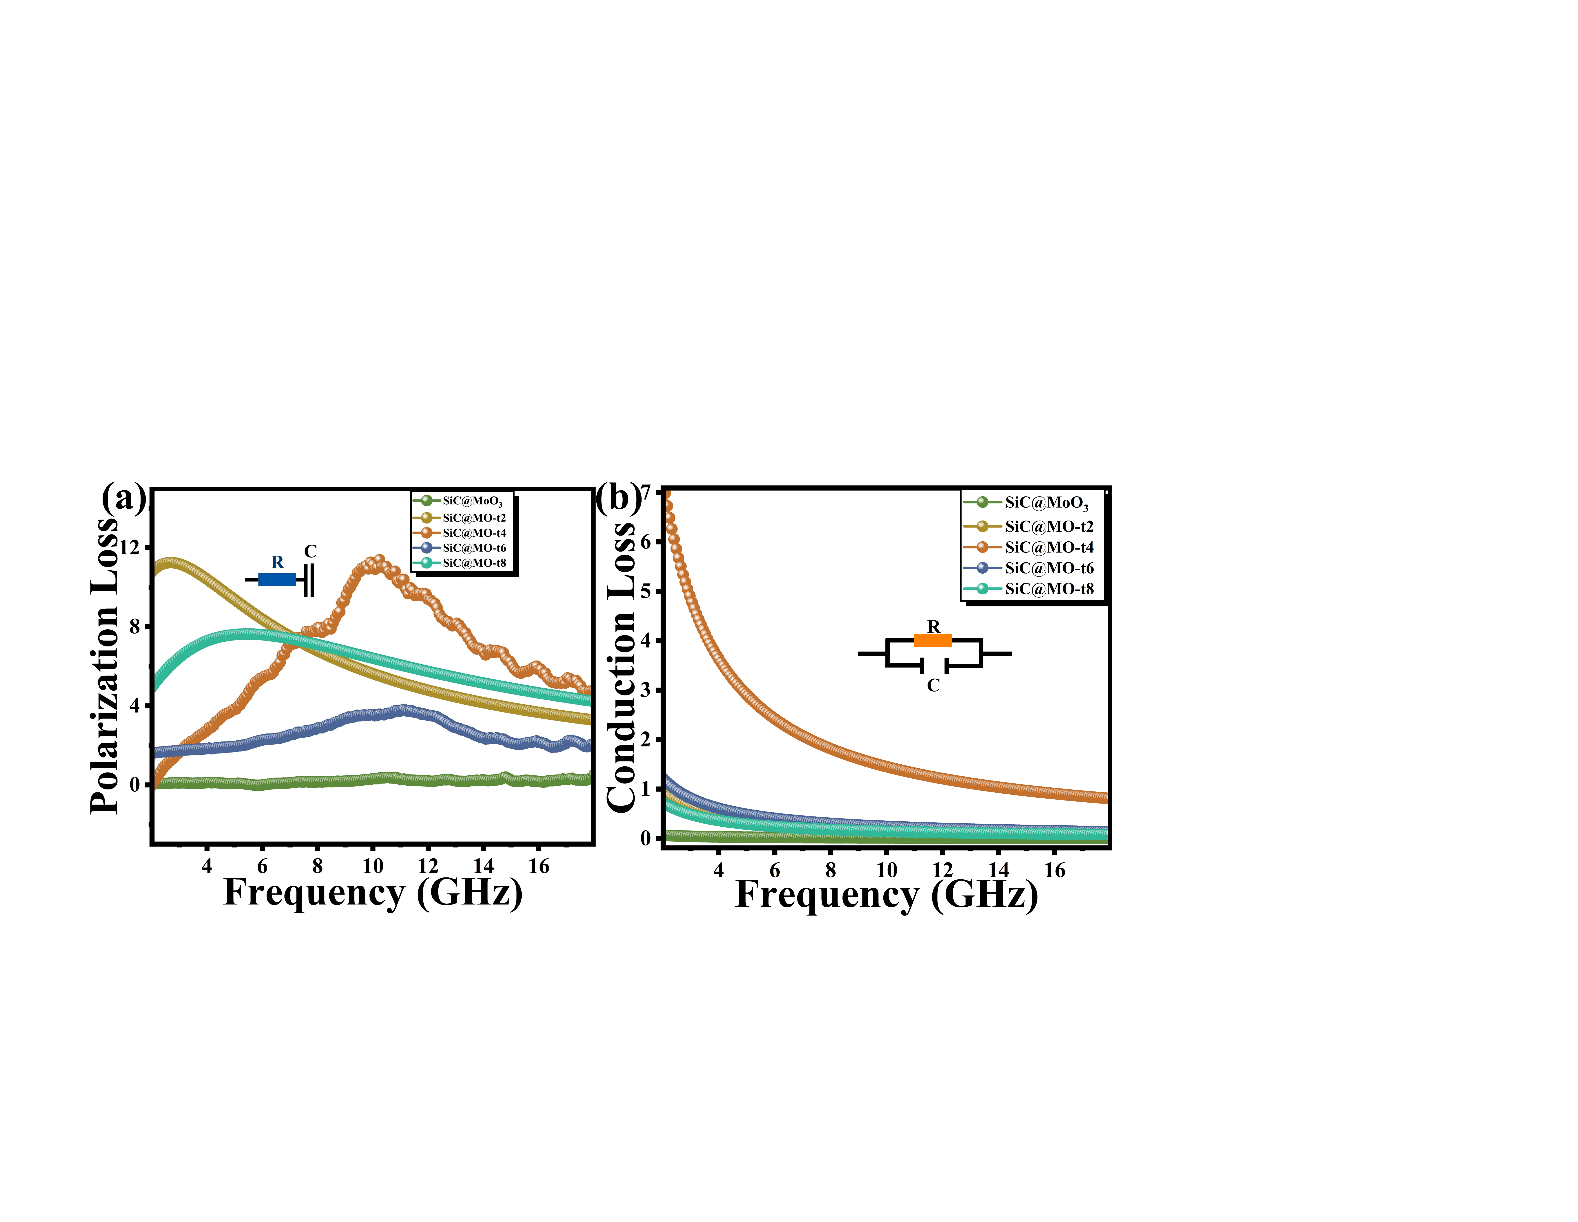 (a)
Polarization Loss
12
8
4
0
4 6 8 10 12 14 16
Frequency (GHz)
R
C
SiC@MoO₃
SiC@MO-t2
SiC@MO-t4
SiC@MO-t6
SiC@MO-t8
(b)
Conduction Loss
7
6
5
4
3
2
1
0
4 6 8 10 12 14 16
Frequency (GHz)
SiC@MoO₃
SiC@MO-t2
SiC@MO-t4
SiC@MO-t6
SiC@MO-t8
R
C